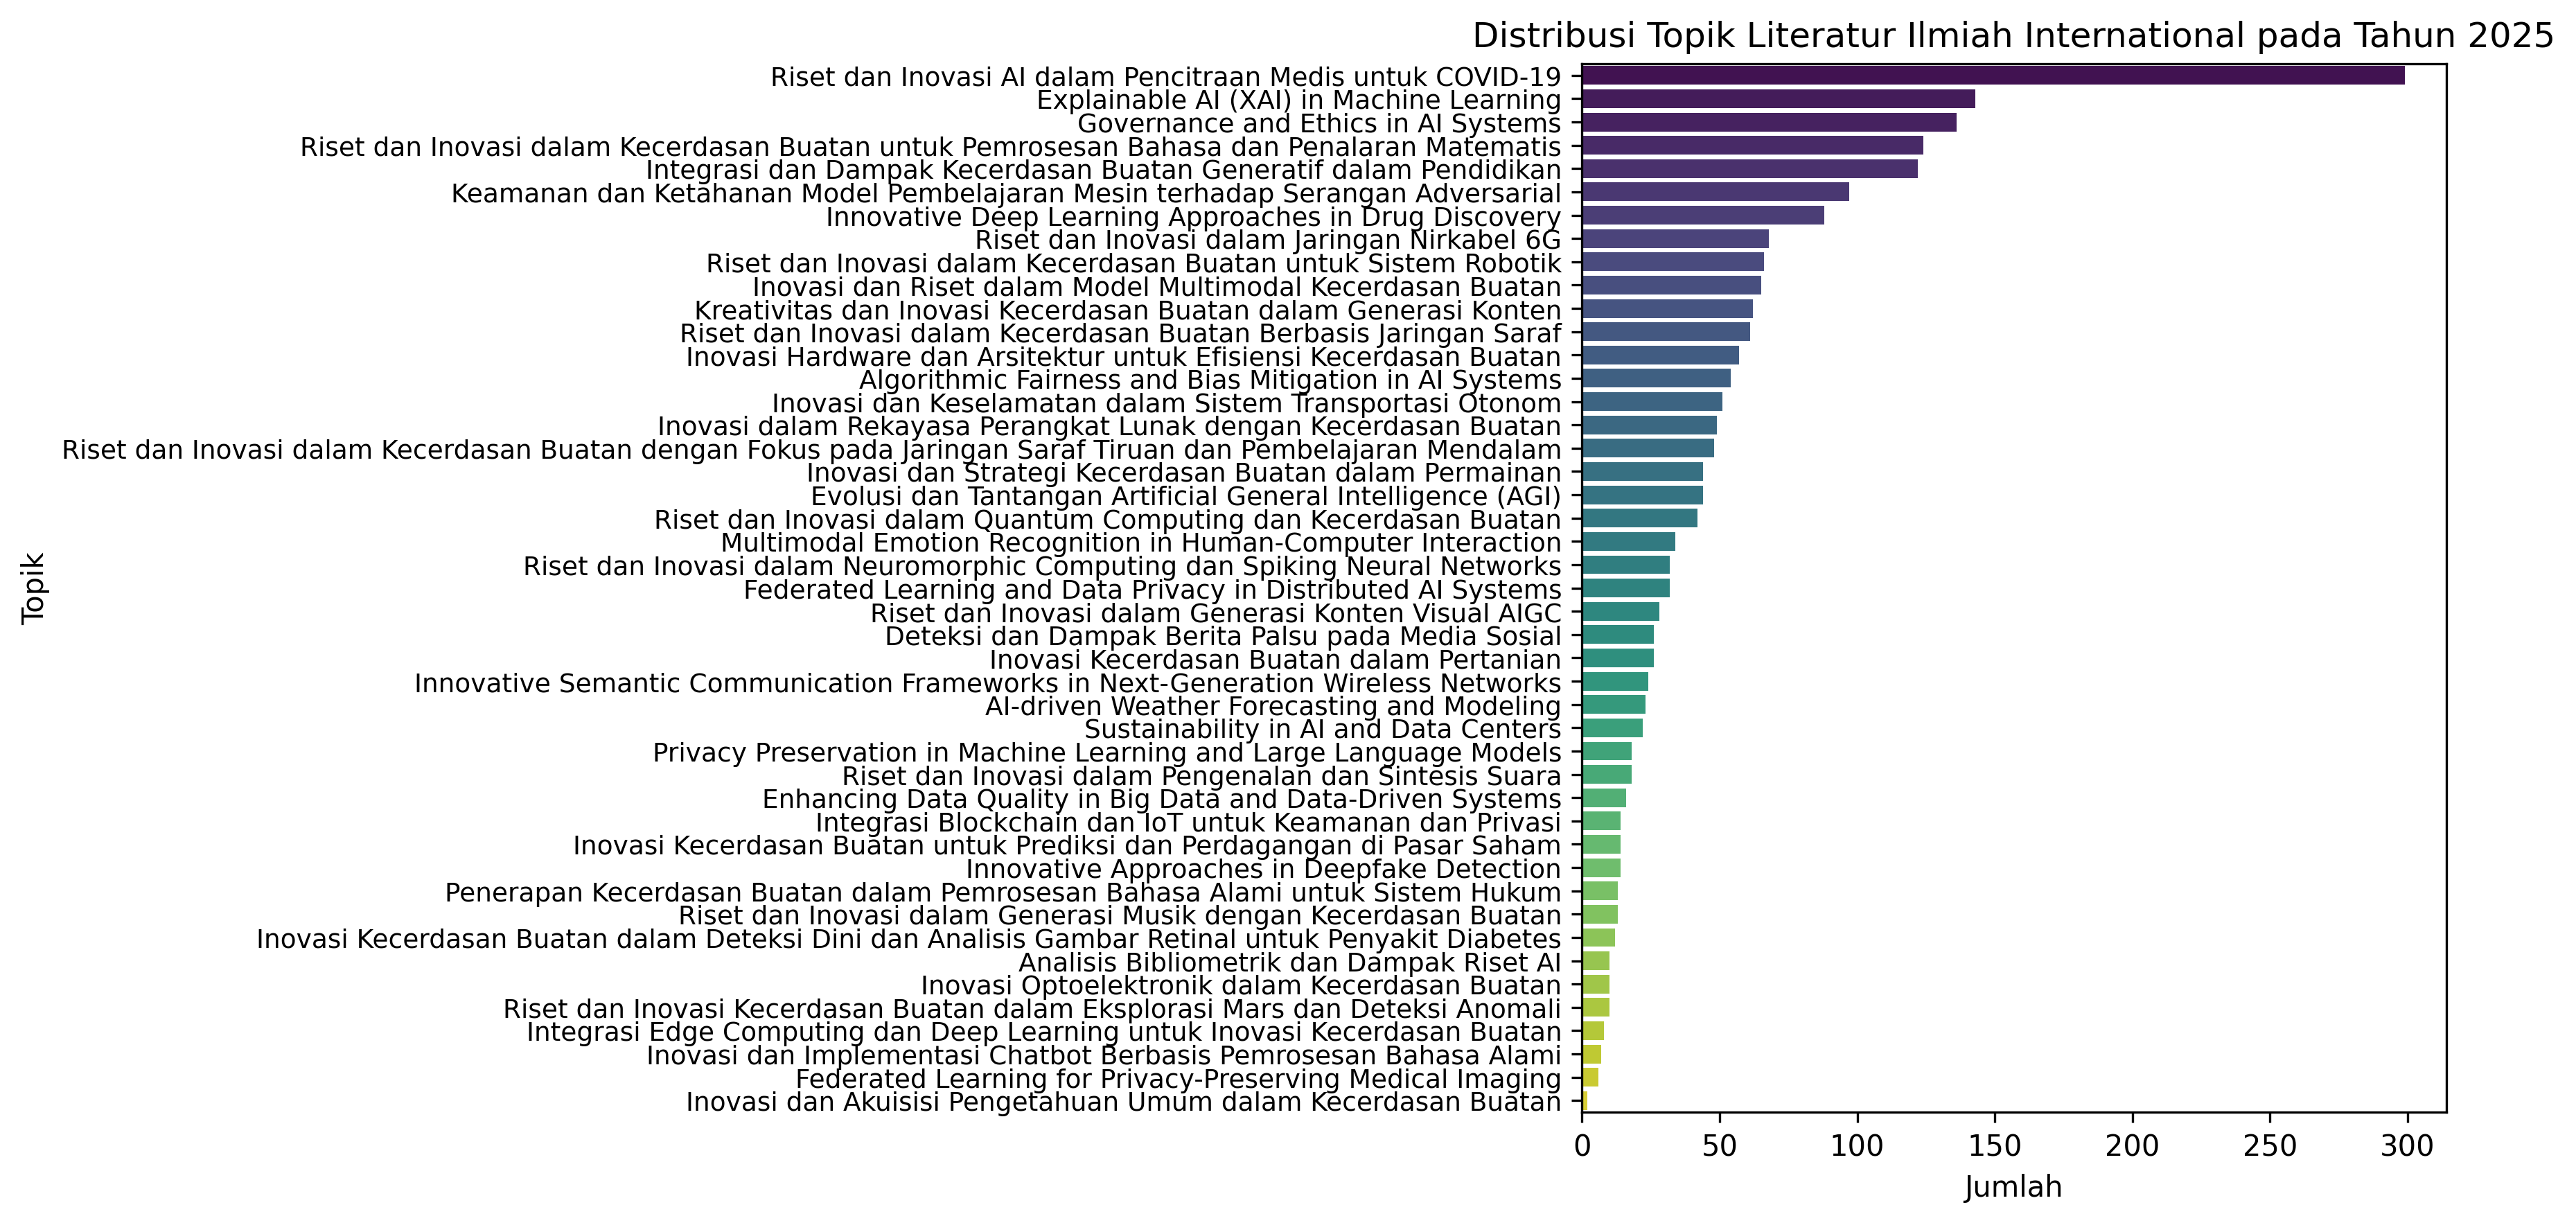 Distribusi Topik Literatur Ilmiah International pada Tahun 2025
Riset dan Inovasi AI dalam Pencitraan Medis untuk COVID-19
Explainable AI (XAI) in Machine Learning
Governance and Ethics in AI Systems
Riset dan Inovasi dalam Kecerdasan Buatan untuk Pemrosesan Bahasa dan Penalaran Matematis
Integrasi dan Dampak Kecerdasan Buatan Generatif dalam Pendidikan
Keamanan dan Ketahanan Model Pembelajaran Mesin terhadap Serangan Adversarial
Innovative Deep Learning Approaches in Drug Discovery
Riset dan Inovasi dalam Jaringan Nirkabel 6G
Riset dan Inovasi dalam Kecerdasan Buatan untuk Sistem Robotik
Inovasi dan Riset dalam Model Multimodal Kecerdasan Buatan
Kreativitas dan Inovasi Kecerdasan Buatan dalam Generasi Konten
Riset dan Inovasi dalam Kecerdasan Buatan Berbasis Jaringan Saraf
Inovasi Hardware dan Arsitektur untuk Efisiensi Kecerdasan Buatan
Algorithmic Fairness and Bias Mitigation in AI Systems
Inovasi dan Keselamatan dalam Sistem Transportasi Otonom
Inovasi dalam Rekayasa Perangkat Lunak dengan Kecerdasan Buatan
Riset dan Inovasi dalam Kecerdasan Buatan dengan Fokus pada Jaringan Saraf Tiruan dan Pembelajaran Mendalam
Inovasi dan Strategi Kecerdasan Buatan dalam Permainan
Evolusi dan Tantangan Artificial General Intelligence (AGI)
Riset dan Inovasi dalam Quantum Computing dan Kecerdasan Buatan
Multimodal Emotion Recognition in Human-Computer Interaction
Riset dan Inovasi dalam Neuromorphic Computing dan Spiking Neural Networks
Federated Learning and Data Privacy in Distributed AI Systems
Riset dan Inovasi dalam Generasi Konten Visual AIGC
Deteksi dan Dampak Berita Palsu pada Media Sosial
Inovasi Kecerdasan Buatan dalam Pertanian
Innovative Semantic Communication Frameworks in Next-Generation Wireless Networks
AI-driven Weather Forecasting and Modeling
Sustainability in AI and Data Centers
Privacy Preservation in Machine Learning and Large Language Models
Riset dan Inovasi dalam Pengenalan dan Sintesis Suara
Enhancing Data Quality in Big Data and Data-Driven Systems
Integrasi Blockchain dan IoT untuk Keamanan dan Privasi
Inovasi Kecerdasan Buatan untuk Prediksi dan Perdagangan di Pasar Saham
Innovative Approaches in Deepfake Detection
Penerapan Kecerdasan Buatan dalam Pemrosesan Bahasa Alami untuk Sistem Hukum
Riset dan Inovasi dalam Generasi Musik dengan Kecerdasan Buatan
Inovasi Kecerdasan Buatan dalam Deteksi Dini dan Analisis Gambar Retinal untuk Penyakit Diabetes
Analisis Bibliometrik dan Dampak Riset AI
Inovasi Optoelektronik dalam Kecerdasan Buatan
Riset dan Inovasi Kecerdasan Buatan dalam Eksplorasi Mars dan Deteksi Anomali
Integrasi Edge Computing dan Deep Learning untuk Inovasi Kecerdasan Buatan
Inovasi dan Implementasi Chatbot Berbasis Pemrosesan Bahasa Alami
Federated Learning for Privacy-Preserving Medical Imaging
Inovasi dan Akuisisi Pengetahuan Umum dalam Kecerdasan Buatan
Topik
0 50 100 150 200 250 300
Jumlah